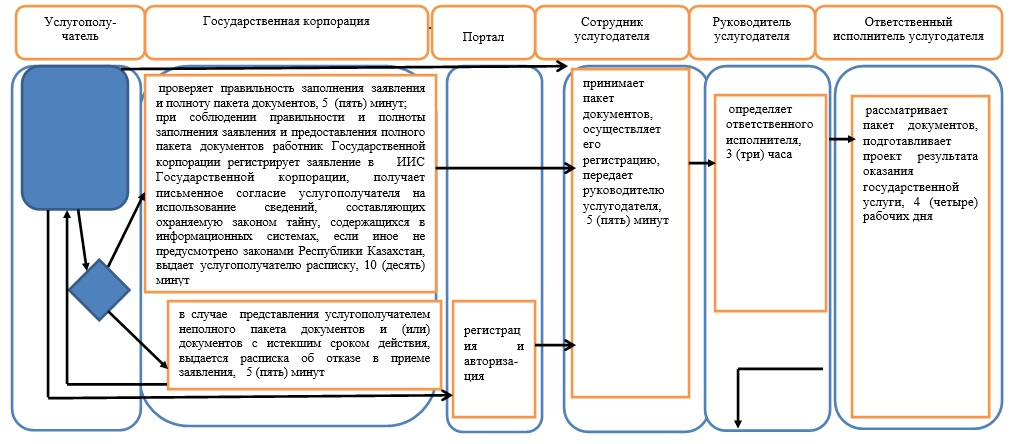 Услугополу-
чатель
Государственная корпорация
Портал
Сотрудник
услугодателя
Руководитель
услугодателя
Ответственный
исполнитель услугодателя
проверяет правильность заполнения заявления
и полноту пакета документов, 5 (пять) минут;
при соблюдении правильности и полноты
заполнения заявления и предоставления полного
пакета документов работник Государственной
корпорации регистрирует заявление в ИИС
Государственной корпорации, получает
письменное согласие услугополучателя на
использование сведений, составляющих
охраняемую законом тайну, содержащихся в
информационных системах, если иное не
предусмотрено законами Республики Казахстан,
выдает услугополучателю расписку, 10 (десять)
минут
в случае представления услугополучателем
неполного пакета документов и (или)
документов с истекшим сроком действия,
выдается расписка об отказе в приеме
заявления, 5 (пять) минут
регистрац
ия и
авториза-
ция
принимает
пакет
документов,
осуществляет
его
регистрацию,
передает
руководителю
услугодателя,
5 (пять) минут
определяет
ответственного
исполнителя,
3 (три) часа
рассматривает
пакет документов,
подготавливает
проект результата
оказания
государственной
услуги, 4 (четыре)
рабочих дня